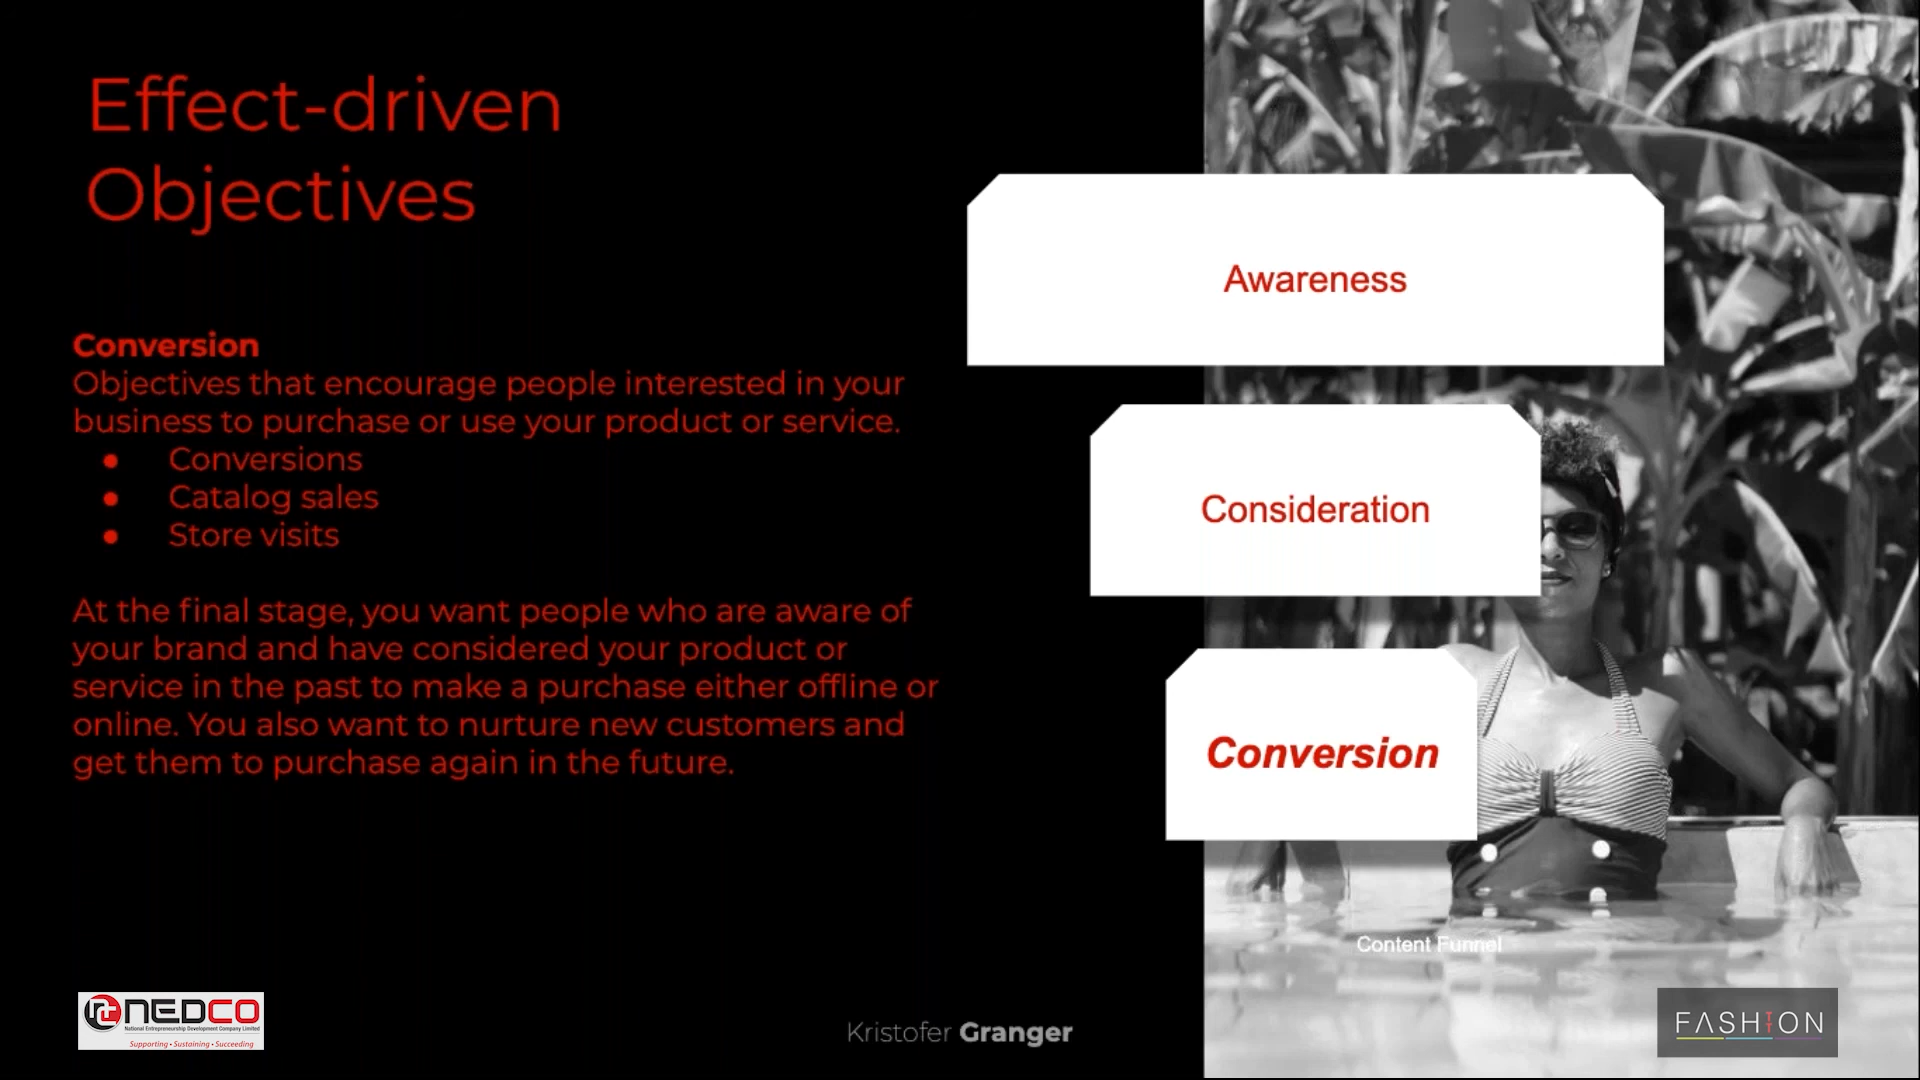 Effect-driven
Objectives
Conversion
Objectives that encourage people interested in your
business to purchase or use your product or service.
● Conversions
● Catalog sales
● Store visits
At the final stage, you want people who are aware of
your brand and have considered your product or
service in the past to make a purchase either offline or
online. You also want to nurture new customers and
get them to purchase again in the future.
Awareness
Consideration
Conversion
Content Funnel
NEDCO
National Entrepreneurship Development Company Limited
Supporting • Sustaining • Succeeding
Kristofer Granger
FASHION